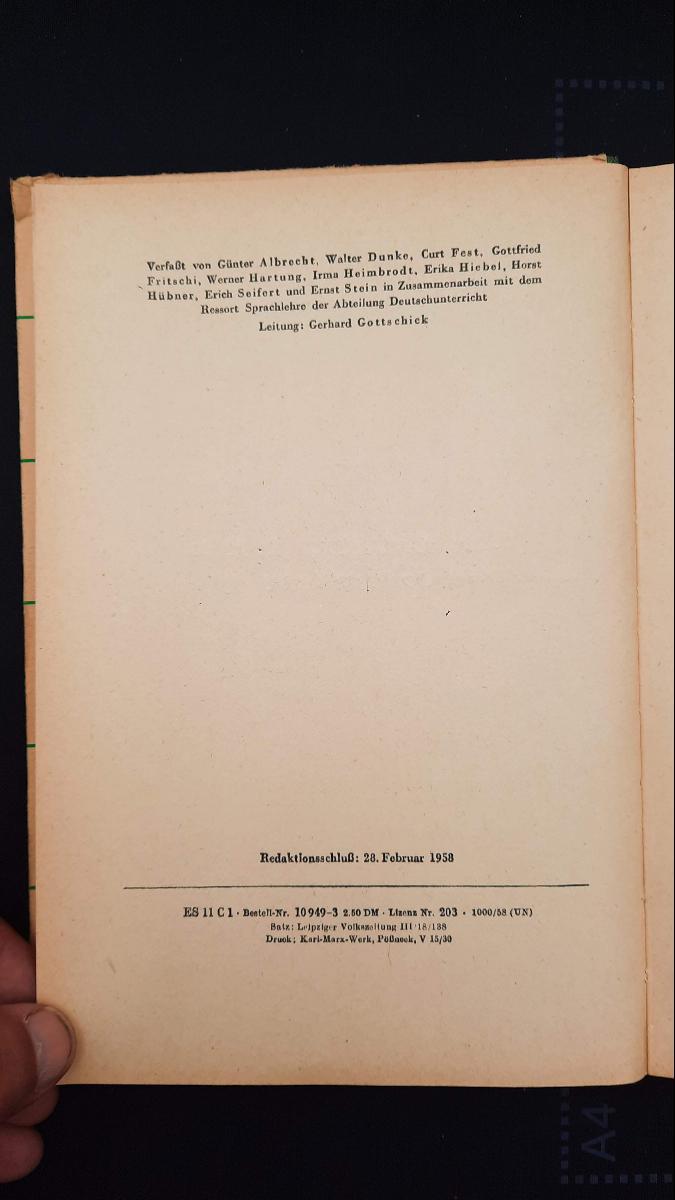 Verfaßt von Günter Albrecht, Walter Dunke, Curt Fest, Gottfried
Fritschi, Werner Hartung, Irma Heimbrodt, Erika Hiebel, Horst
Hübner, Erich Seifert und Ernst Stein in Zusammenarbeit mit dem
Ressort Sprachlehre der Abteilung Deutschunterricht
Leitung: Gerhard Gottschick
Redaktionsschluß: 28. Februar 1958
ES 11 C 1 · Bestell-Nr. 10 949-3 2.50 DM · Lizenz Nr. 203 · 1000/58 (UN)
Satz: Leipziger Volkszeitung III/18/138
Druck: Karl-Marx-Werk, Pößneck, V 15/30
A4